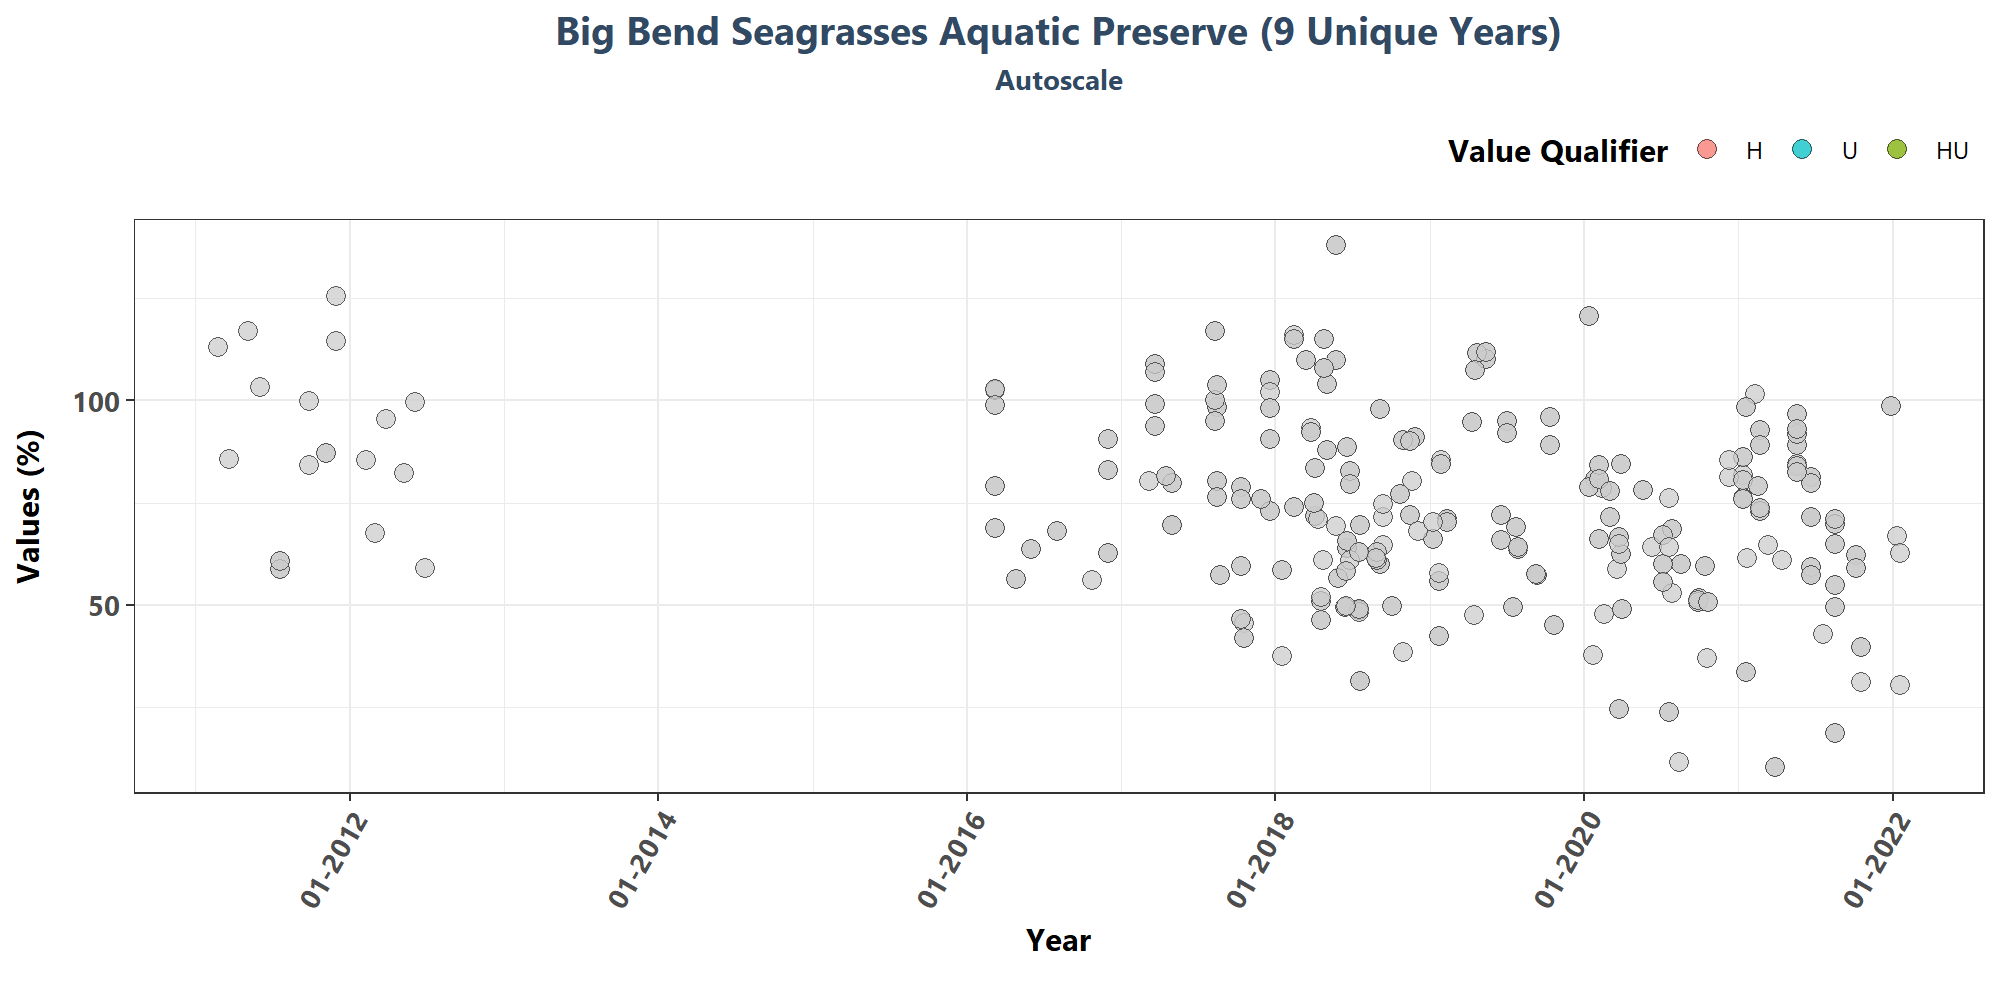 Big Bend Seagrasses Aquatic Preserve (9 Unique Years)
Autoscale
Value Qualifier H U HU
Values (%)
100
50
01-2012 01-2014 01-2016 01-2018 01-2020 01-2022
Year